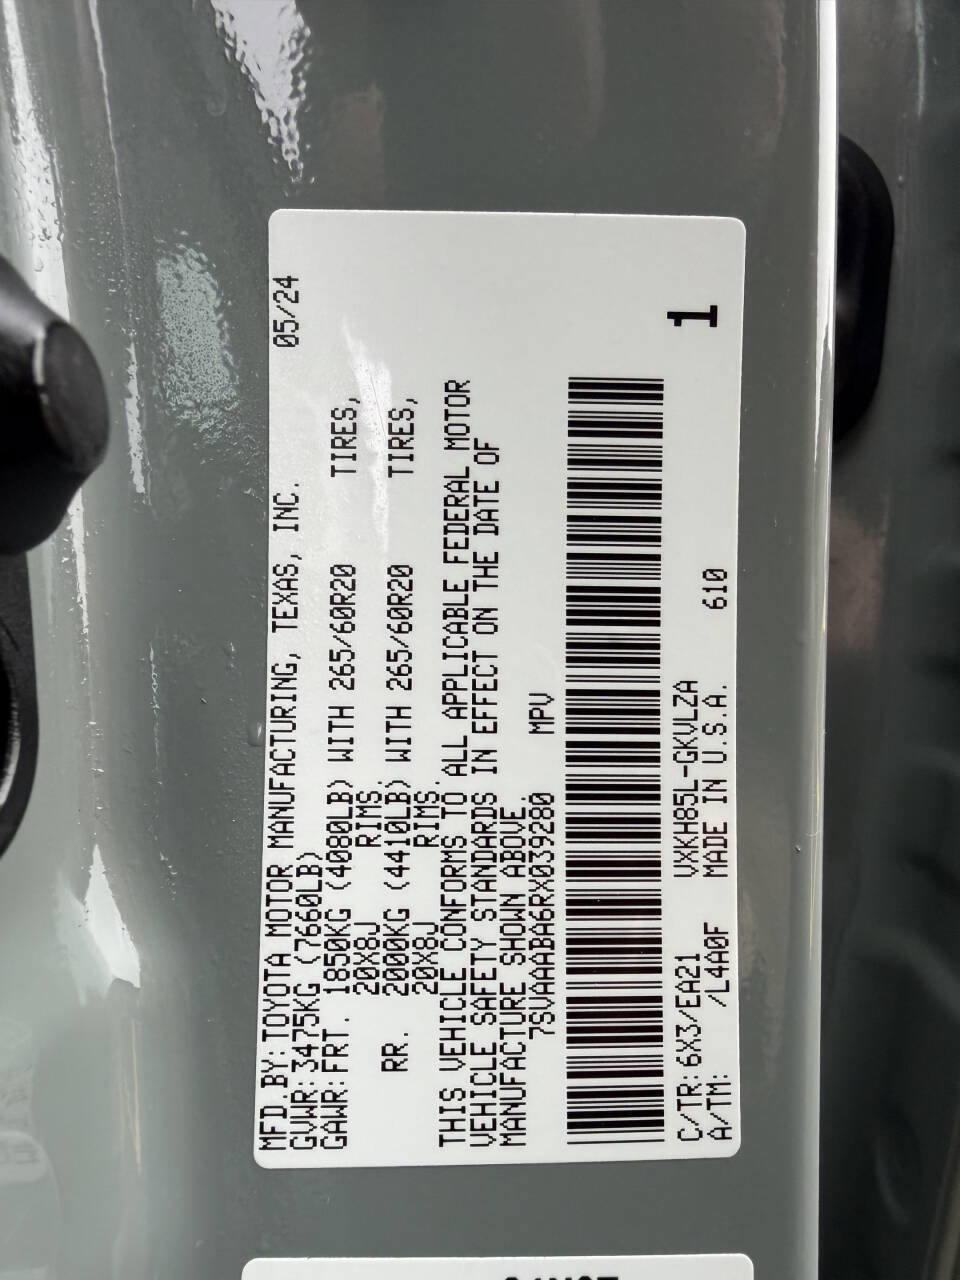 MFD.BY:TOYOTA MOTOR MANUFACTURING, TEXAS, INC. 05/24
GVWR:3475KG (7660LB)
GAWR:FRT. 1850KG (4080LB) WITH 265/60R20 TIRES,
20X8J RIMS,
RR. 2000KG (4410LB) WITH 265/60R20 TIRES,
20X8J RIMS.
THIS VEHICLE CONFORMS TO ALL APPLICABLE FEDERAL MOTOR
VEHICLE SAFETY STANDARDS IN EFFECT ON THE DATE OF
MANUFACTURE SHOWN ABOVE.
7SVAAABA6RX039280 MPV
C/TR:6X3/EA21 VXKH85L-GKVLZA 1
A/TM: /L4A0F MADE IN U.S.A. 610